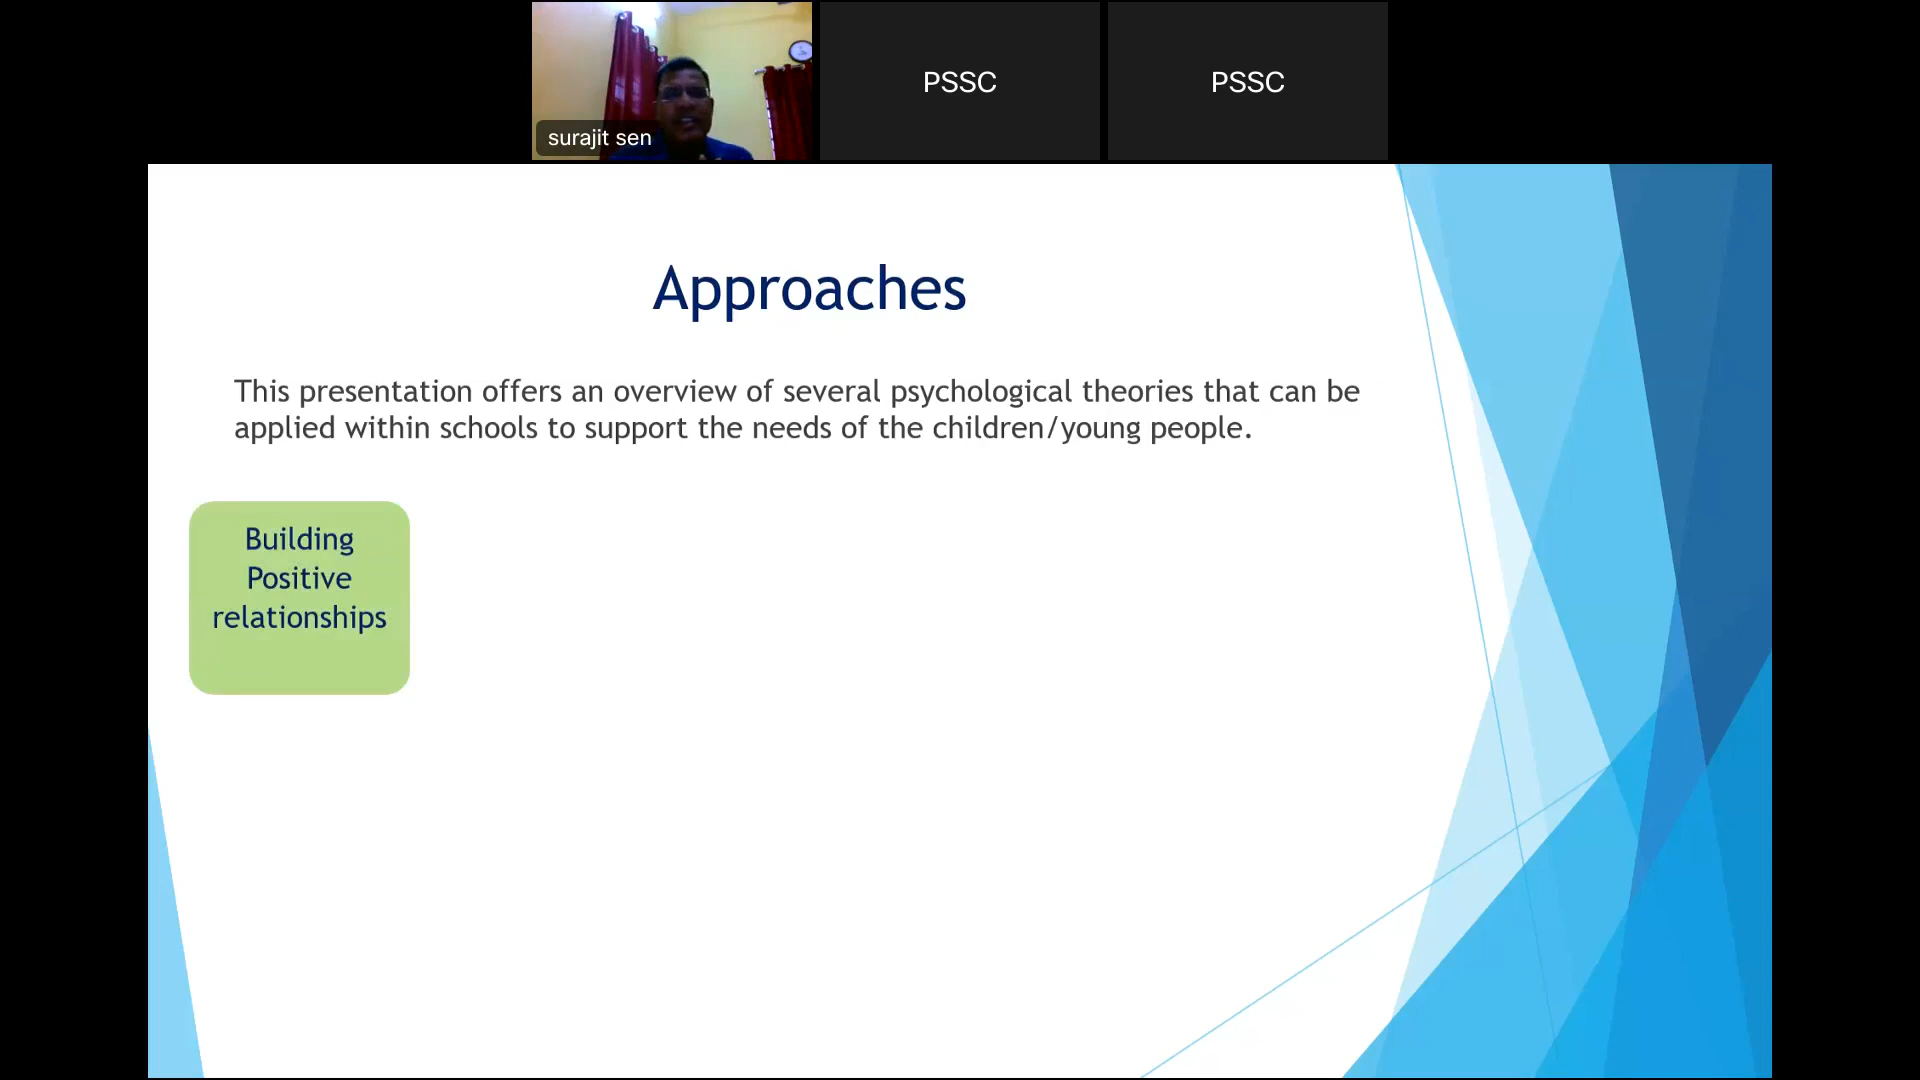 surajit sen
PSSC
PSSC
Approaches
This presentation offers an overview of several psychological theories that can be
applied within schools to support the needs of the children/young people.
Building
Positive
relationships